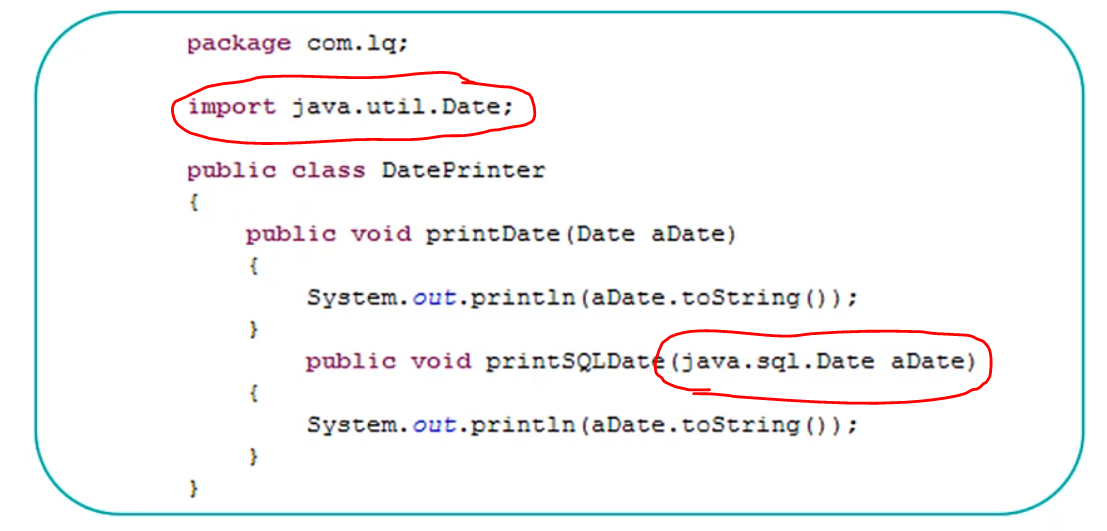 package com.lq;
import java.util.Date;
public class DatePrinter
{
public void printDate(Date aDate)
{
System.out.println(aDate.toString());
}
public void printSQLDate(java.sql.Date aDate)
{
System.out.println(aDate.toString());
}
}